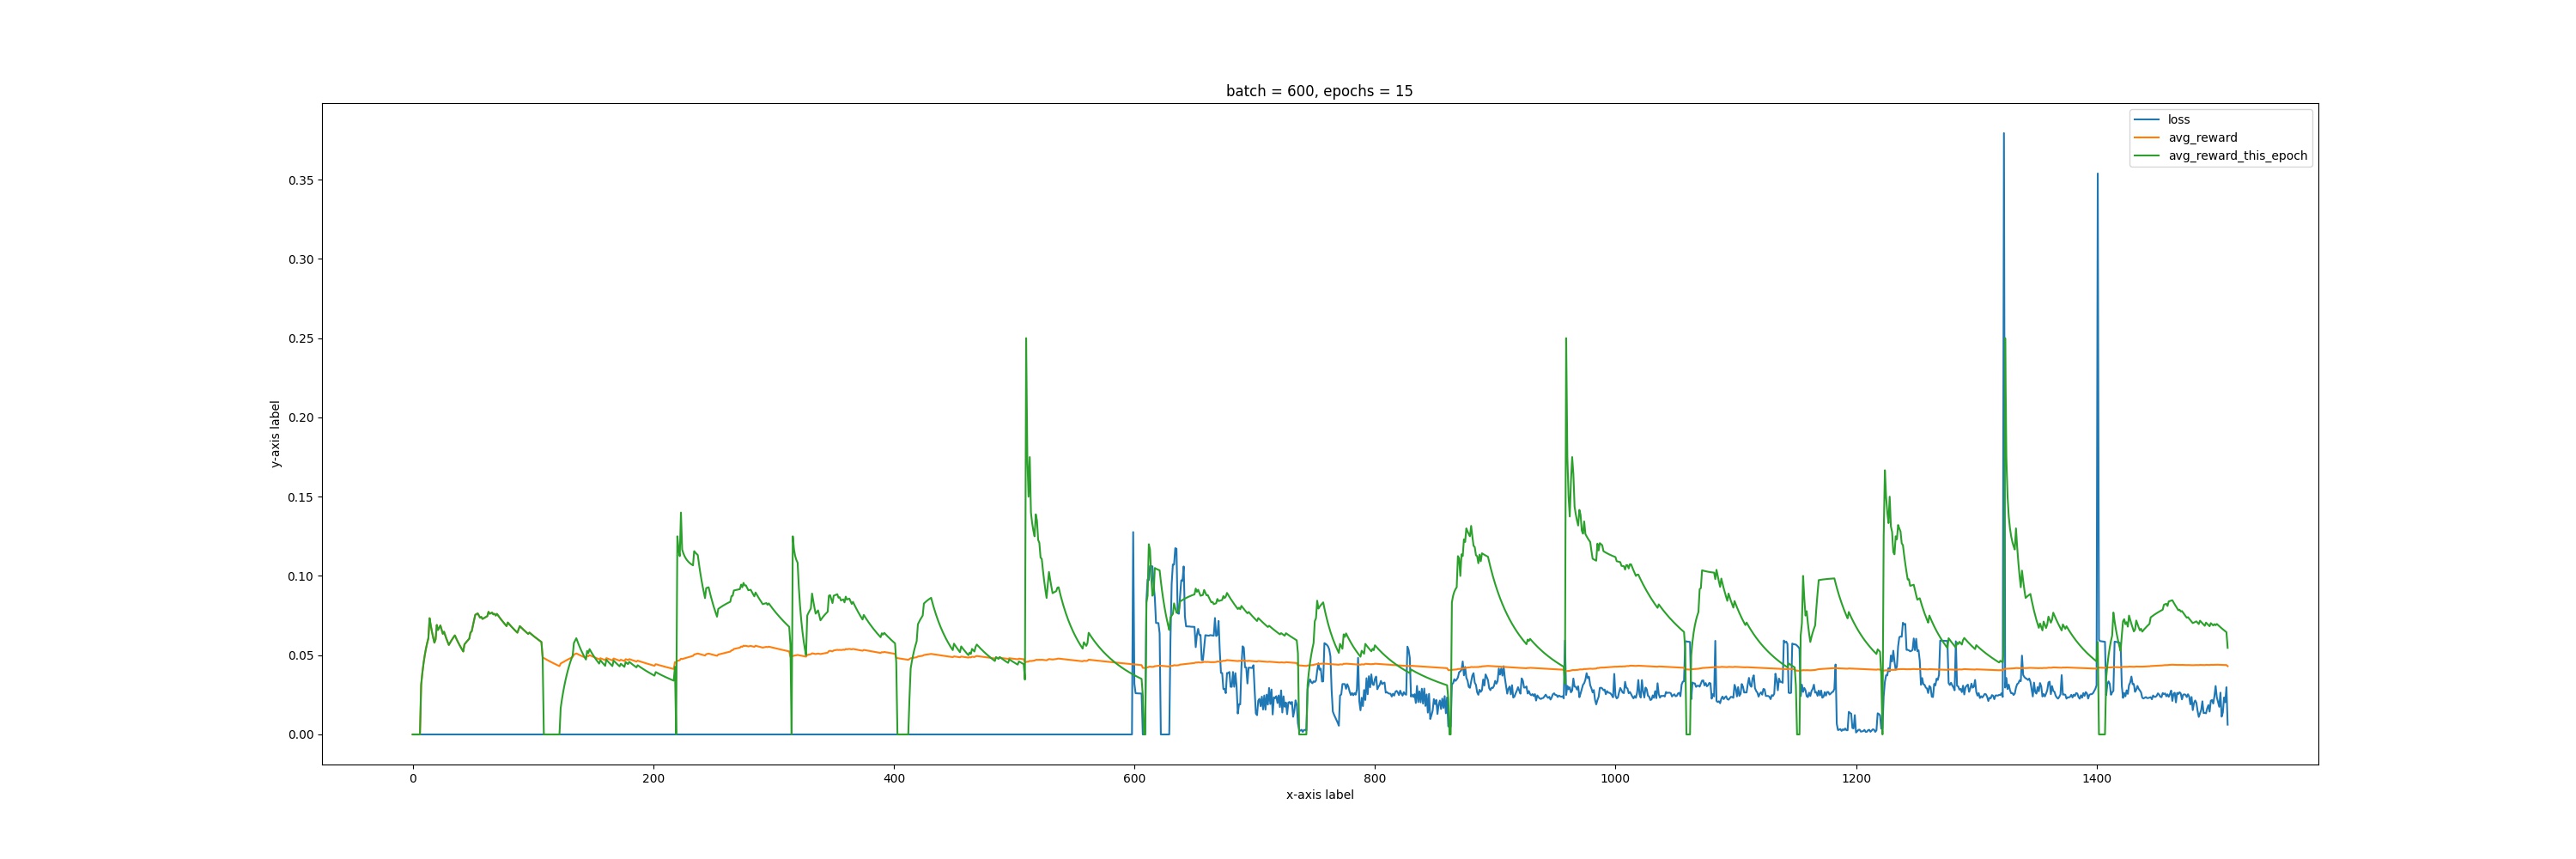 batch = 600, epochs = 15
loss
avg_reward
avg_reward_this_epoch
y-axis label
0.35
0.30
0.25
0.20
0.15
0.10
0.05
0.00
0 200 400 600 800 1000 1200 1400
x-axis label